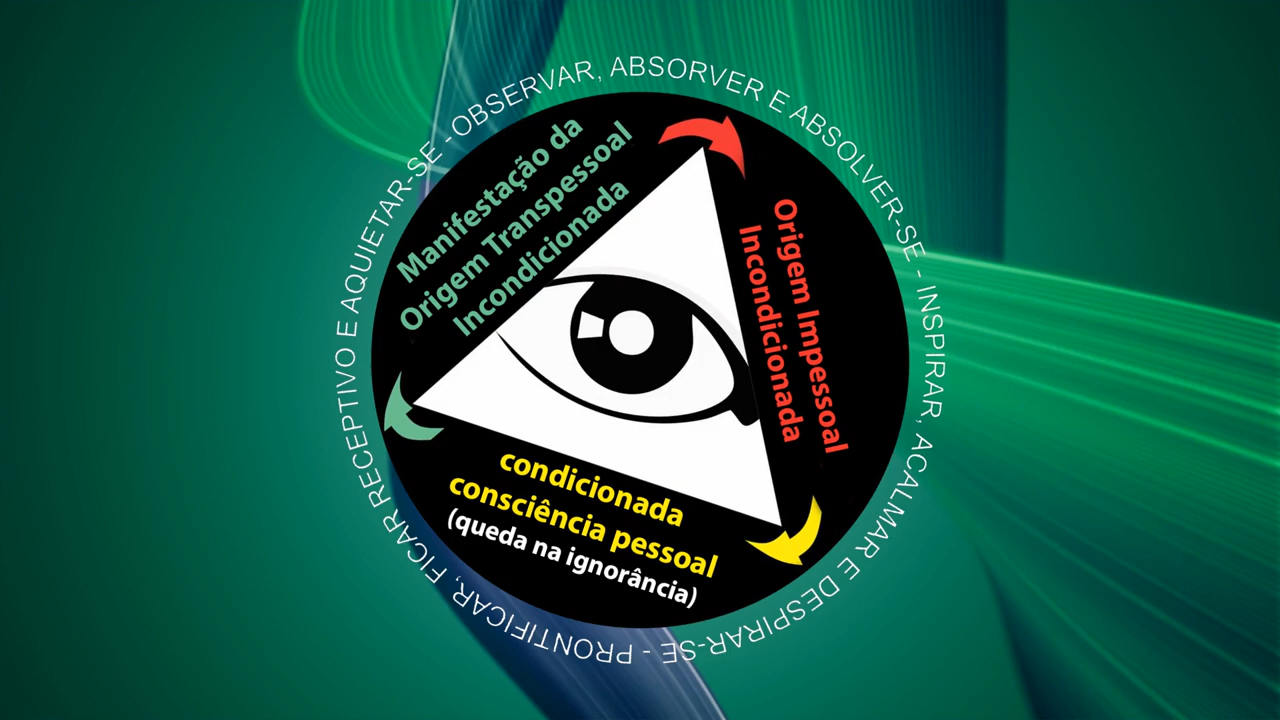 OBSERVAR, ABSORVER E ABSOLVER-SE - INSPIRAR, ACALMAR E DESPIRAR-SE - PRONTIFICAR, FICAR RECEPTIVO E AQUIETAR-SE -
Manifestação da
Origem Transpessoal
Incondicionada
Origem Impessoal
Incondicionada
condicionada
consciência pessoal
(queda na ignorância)